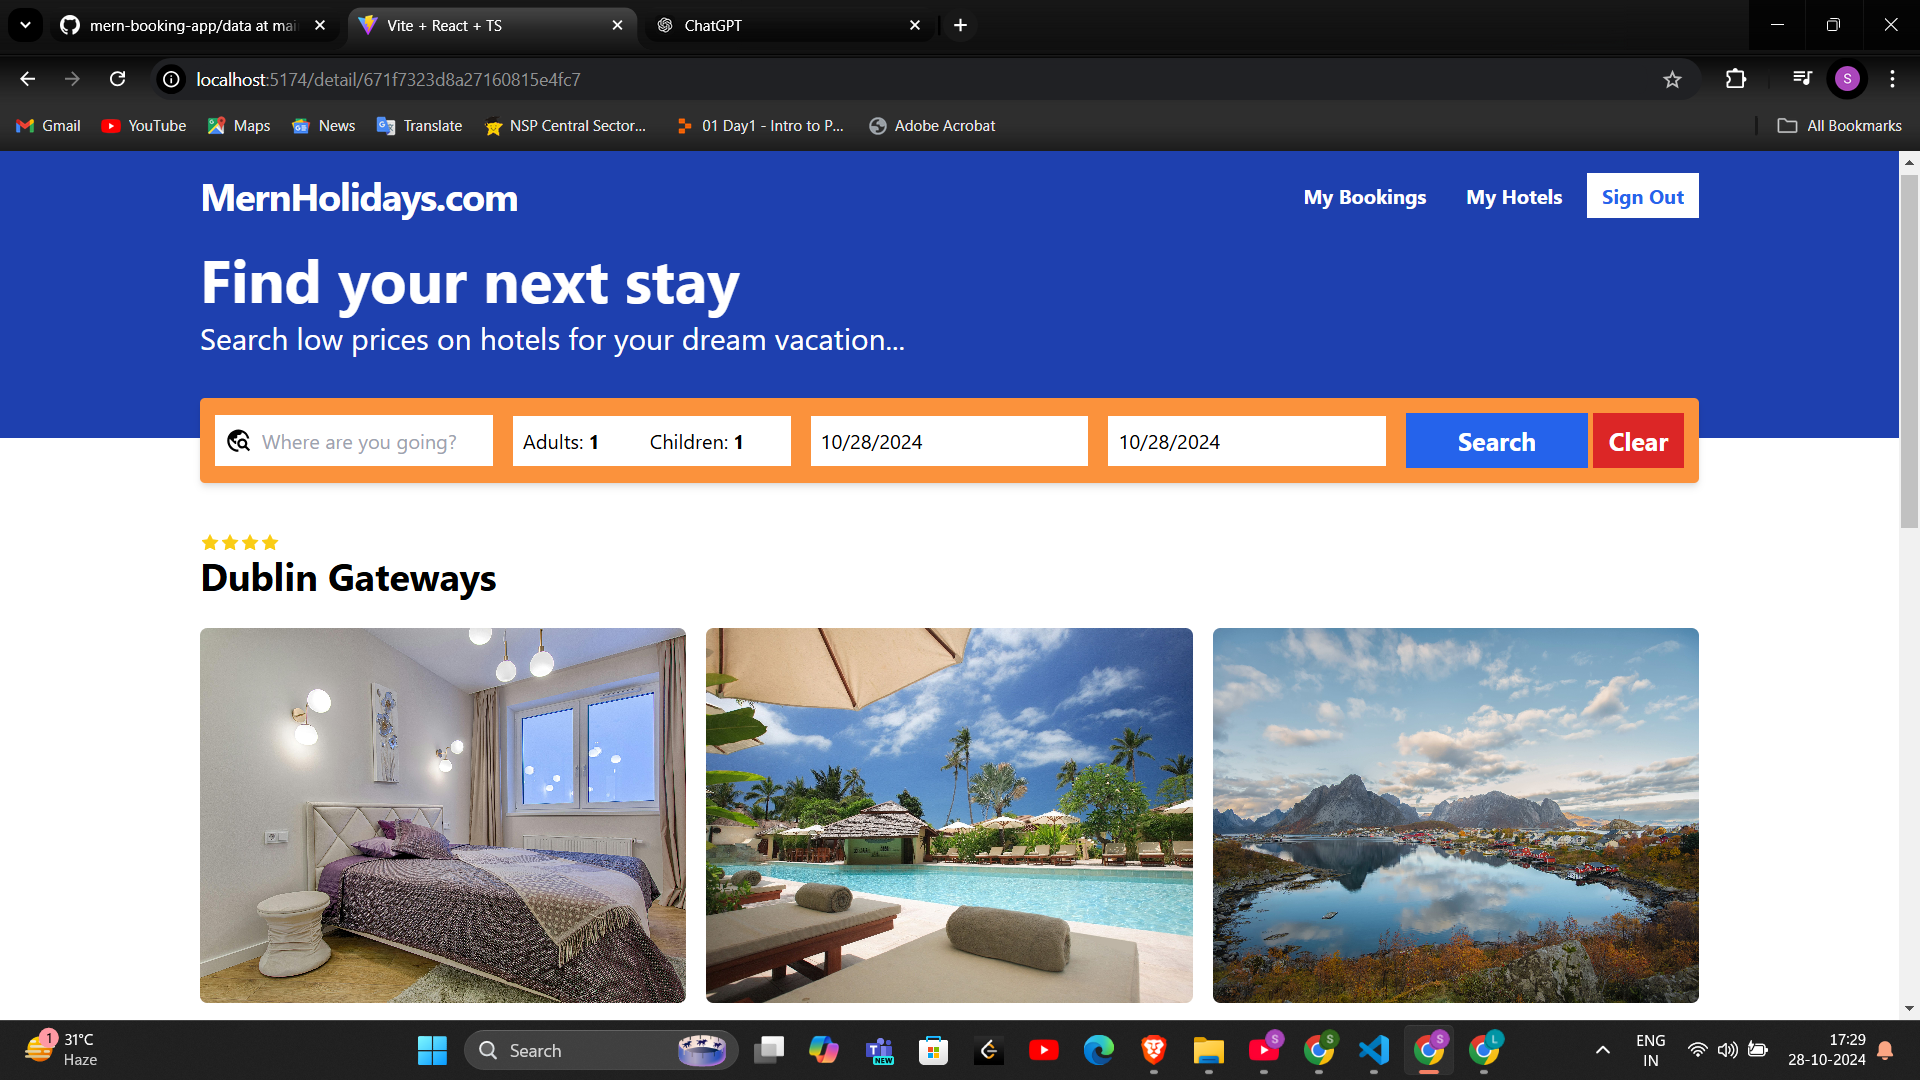 mern-booking-app/data at mai
Vite + React + TS
ChatGPT
localhost:5174/detail/671f7323d8a27160815e4fc7
S
Gmail
YouTube
Maps
News
Translate
NSP Central Sector...
01 Day1 - Intro to P...
Adobe Acrobat
All Bookmarks
MernHolidays.com
My Bookings
My Hotels
Sign Out
Find your next stay
Search low prices on hotels for your dream vacation...
Where are you going?
Adults: 1
Children: 1
10/28/2024
10/28/2024
Search
Clear
Dublin Gateways
1
31°C
Haze
Search
NEW
S
S
S
L
ENG
IN
17:29
28-10-2024